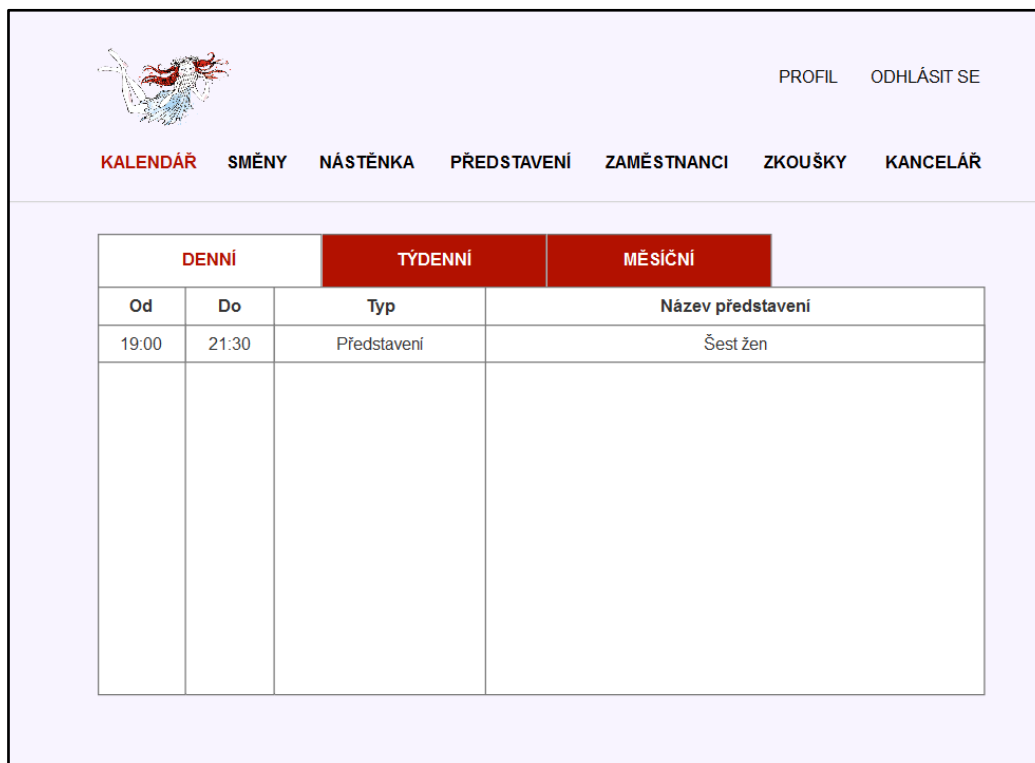 PROFIL ODHLÁSIT SE
KALENDÁŘ SMĚNY NÁSTĚNKA PŘEDSTAVENÍ ZAMĚSTNANCI ZKOUŠKY KANCELÁŘ
DENNÍ TÝDENNÍ MĚSÍČNÍ
Od Do Typ Název představení
19:00 21:30 Představení Šest žen